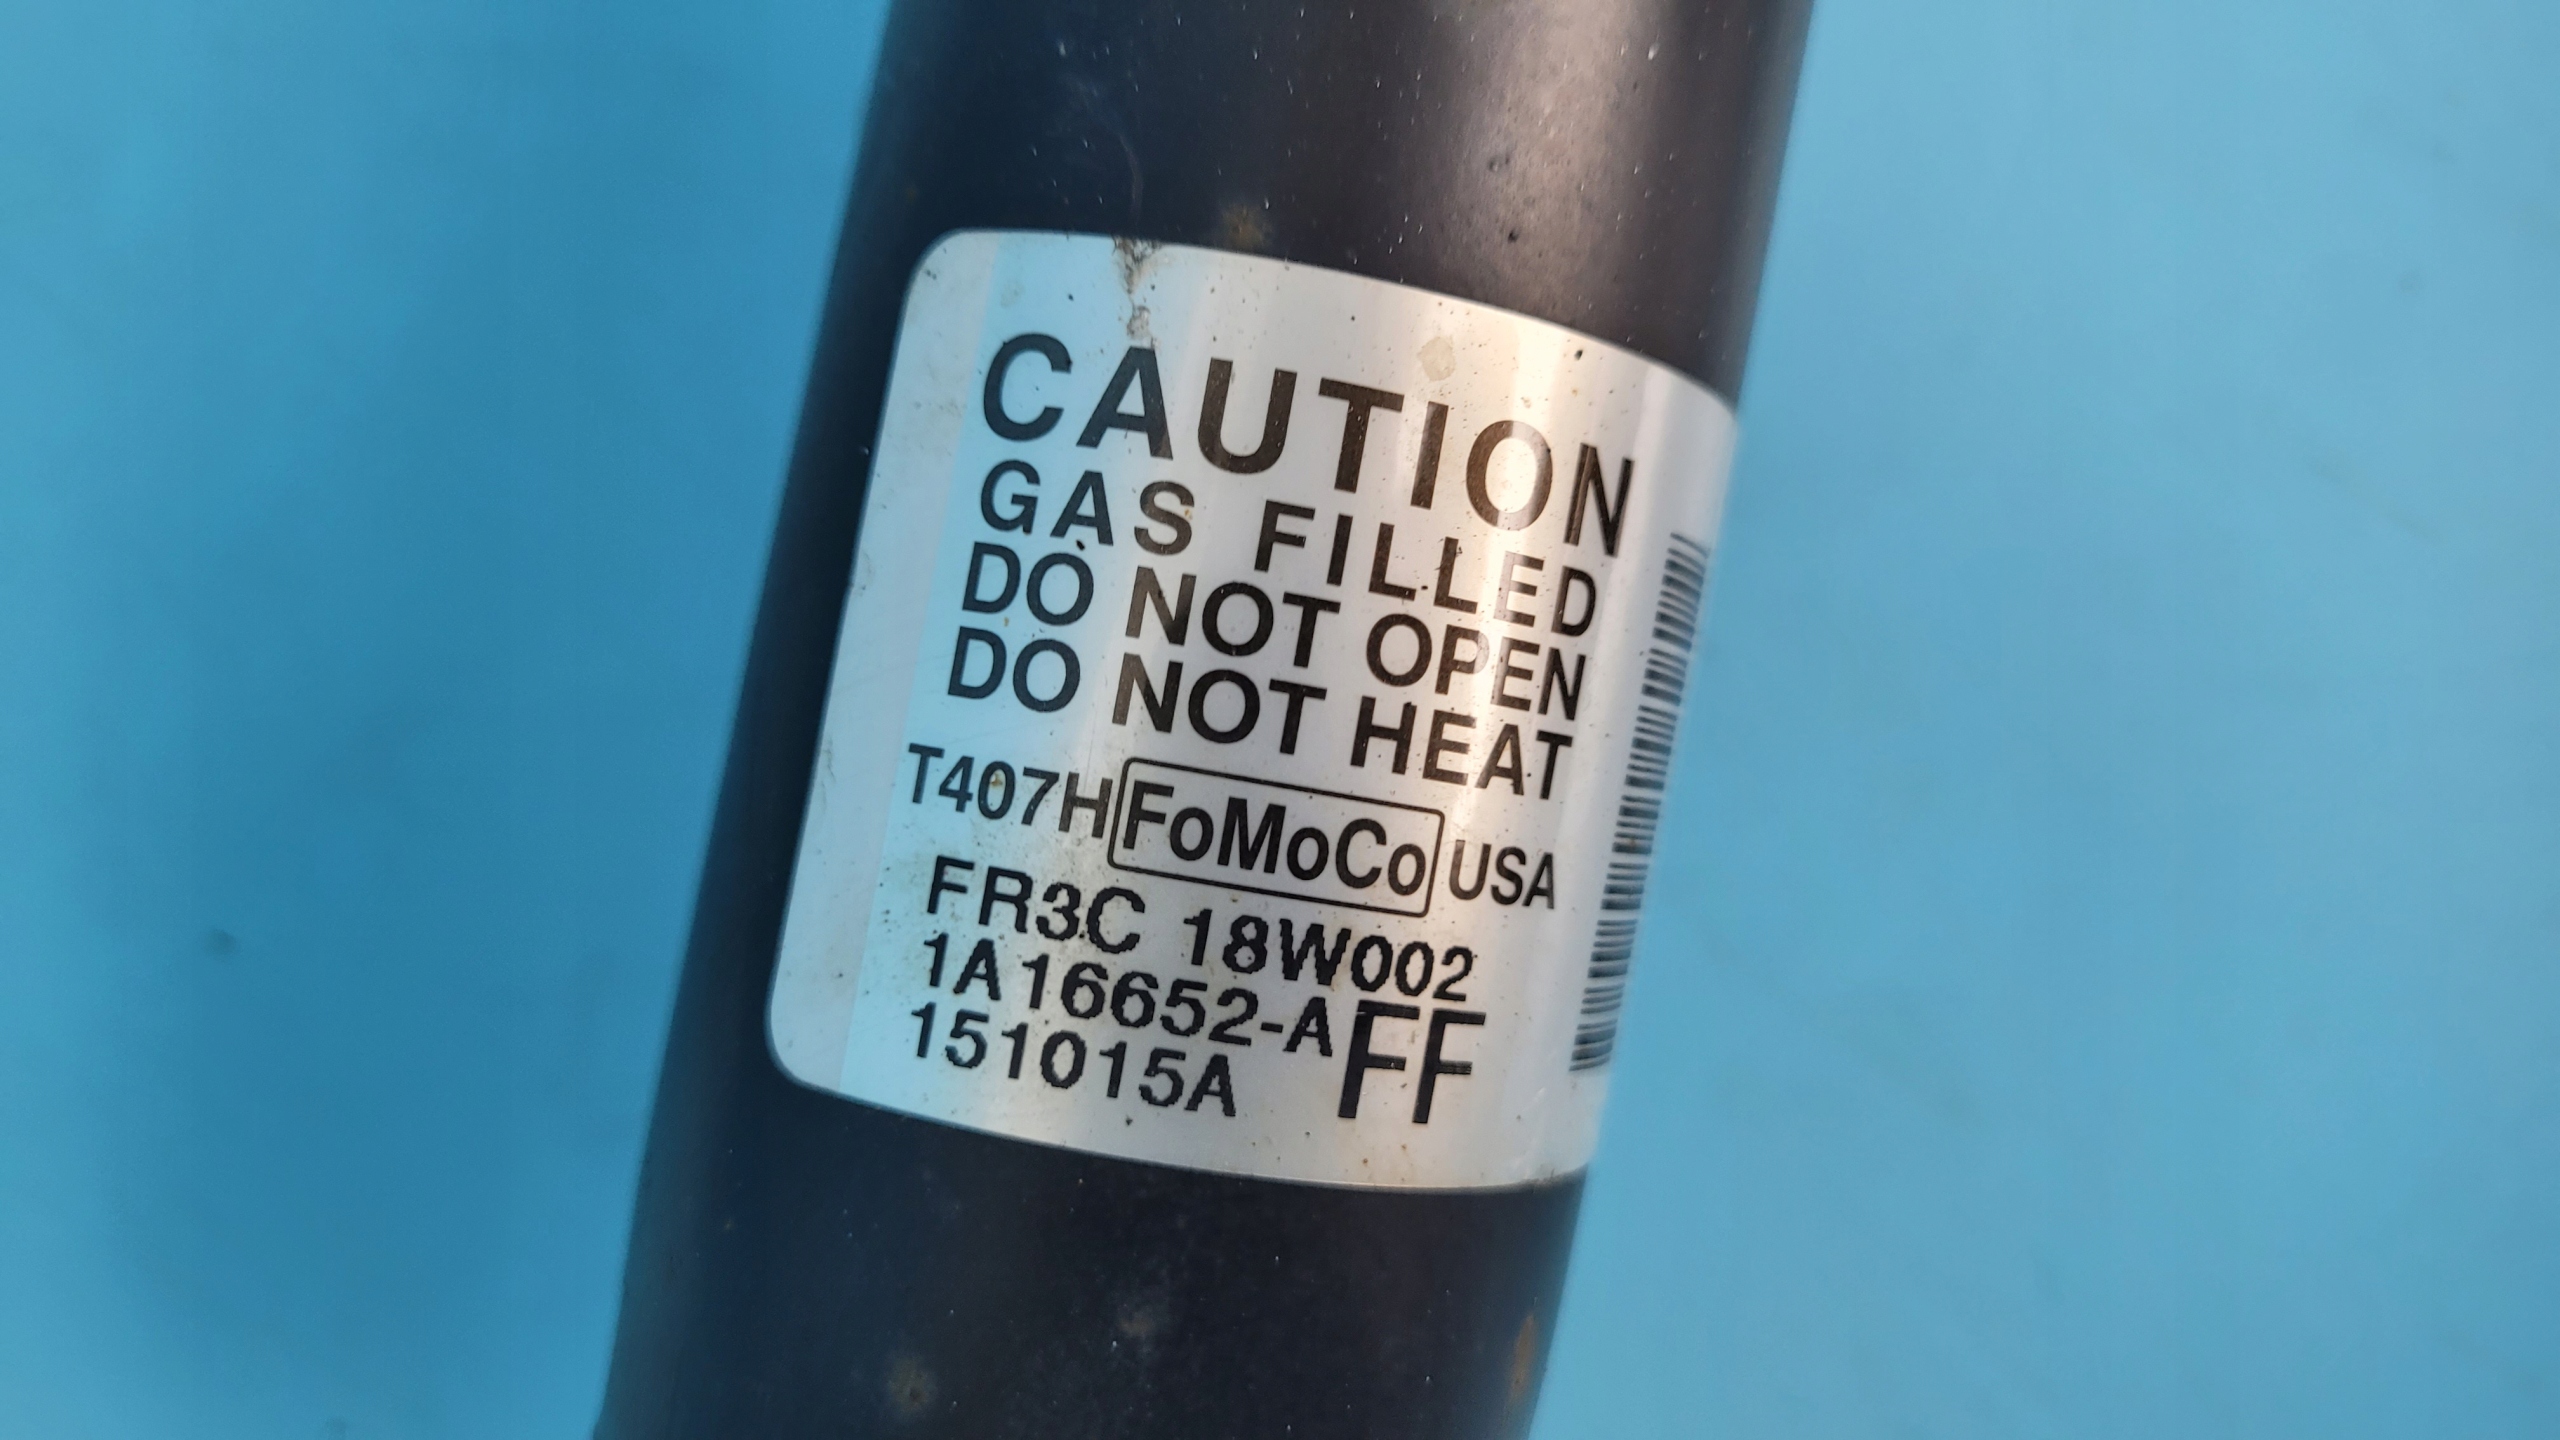 CAUTION
GAS FILLED
DO NOT OPEN
DO NOT HEAT
T407H FoMoCo USA
FR3C 18W002
1A16652-A FF
151015A